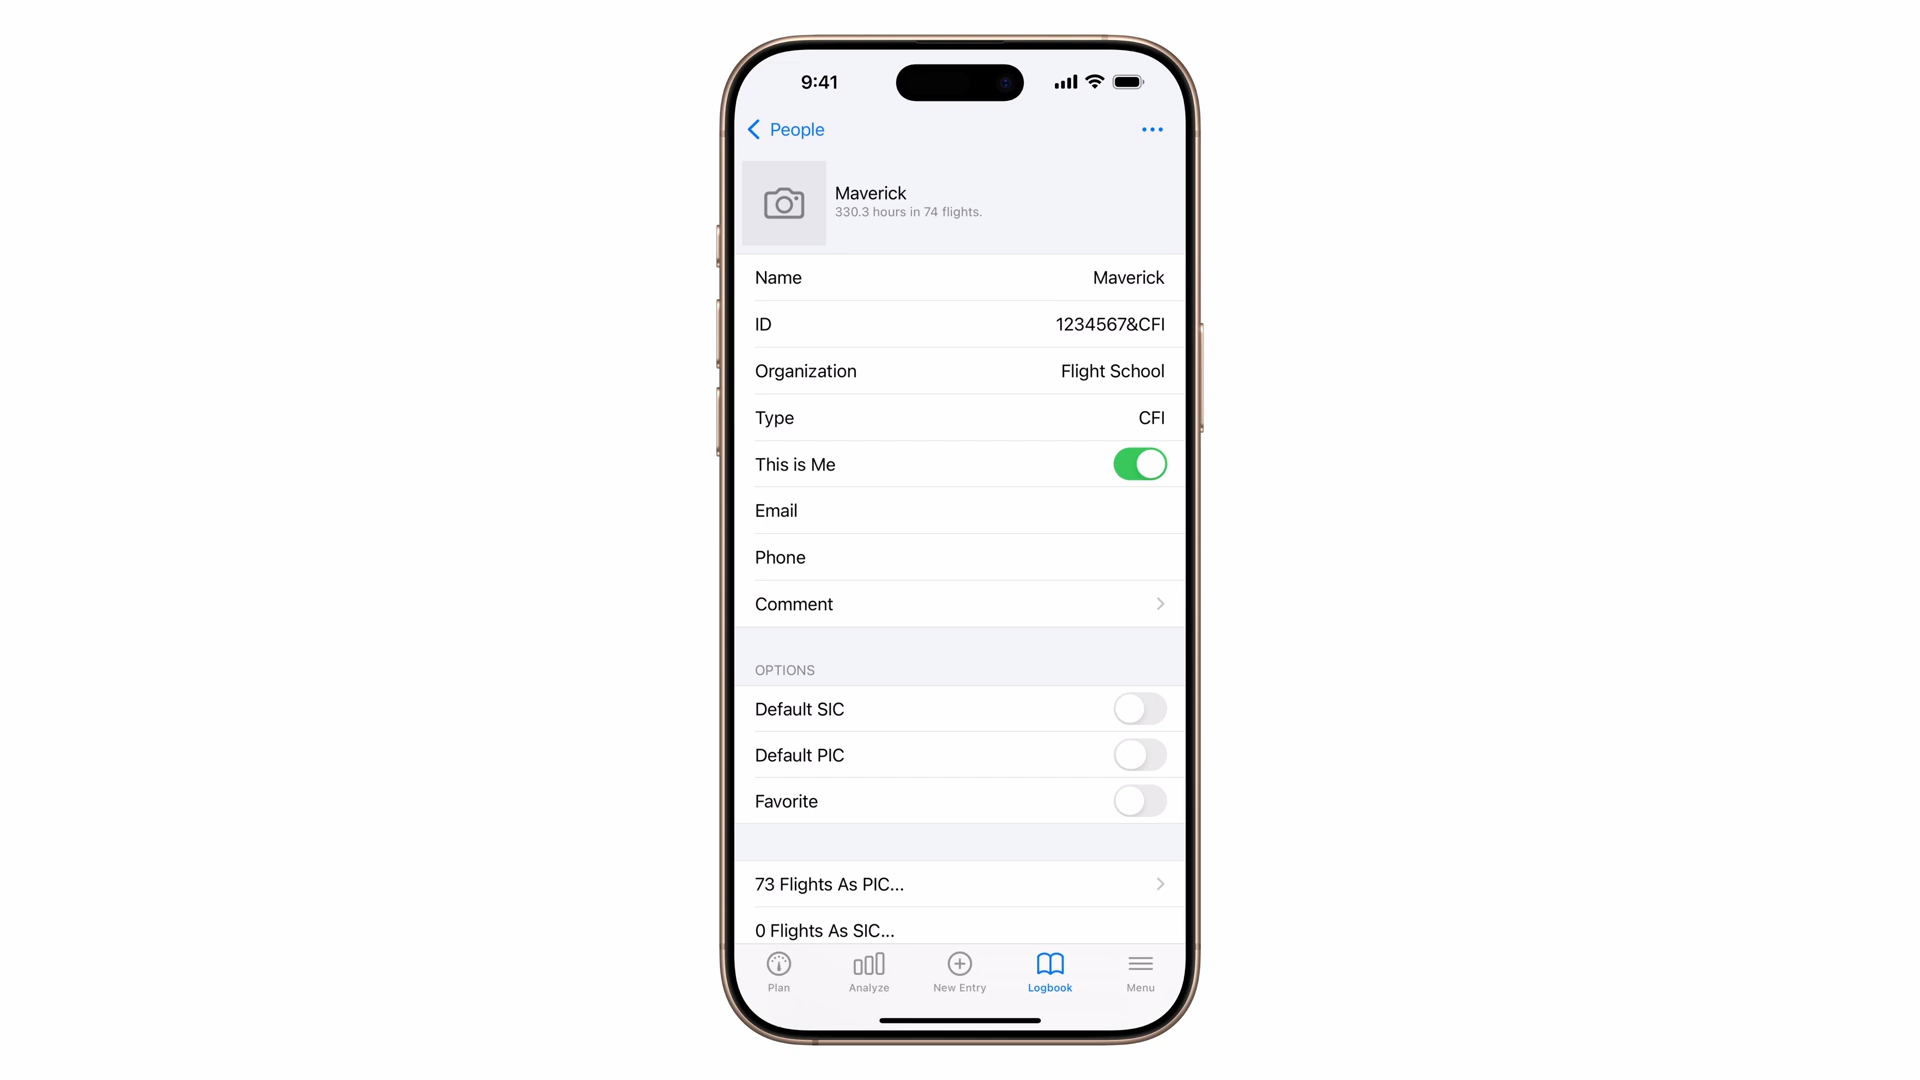 9:41
People
Maverick
330.3 hours in 74 flights.
Name Maverick
ID 1234567&CFI
Organization Flight School
Type CFI
This is Me
Email
Phone
Comment
OPTIONS
Default SIC
Default PIC
Favorite
73 Flights As PIC...
0 Flights As SIC...
Plan Analyze New Entry Logbook Menu